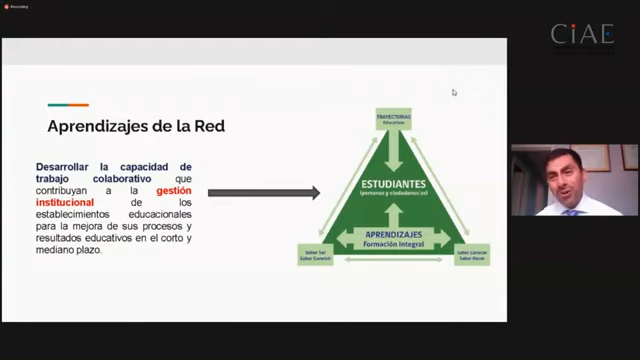 Recording
CiAE
Aprendizajes de la Red
Desarrollar la capacidad de
trabajo colaborativo que
contribuyan a la gestión
institucional de los
establecimientos educacionales
para la mejora de sus procesos y
resultados educativos en el corto y
mediano plazo.
TRAYECTORIAS
Educativas
ESTUDIANTES
(personas y ciudadanos/as)
APRENDIZAJES
Formación Integral
Saber Ser
Saber Convivir
Saber Conocer
Saber Hacer